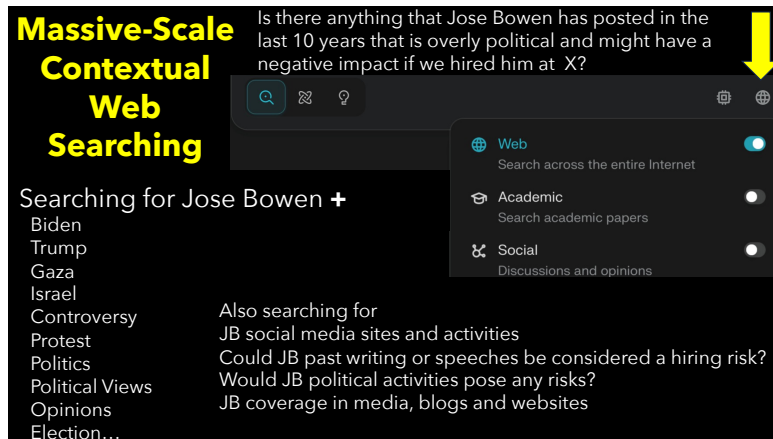 Massive-Scale
Contextual
Web
Searching
Is there anything that Jose Bowen has posted in the
last 10 years that is overly political and might have a
negative impact if we hired him at X?
Web
Search across the entire Internet
Academic
Search academic papers
Social
Discussions and opinions
Searching for Jose Bowen +
Biden
Trump
Gaza
Israel
Controversy
Protest
Politics
Political Views
Opinions
Election...
Also searching for
JB social media sites and activities
Could JB past writing or speeches be considered a hiring risk?
Would JB political activities pose any risks?
JB coverage in media, blogs and websites